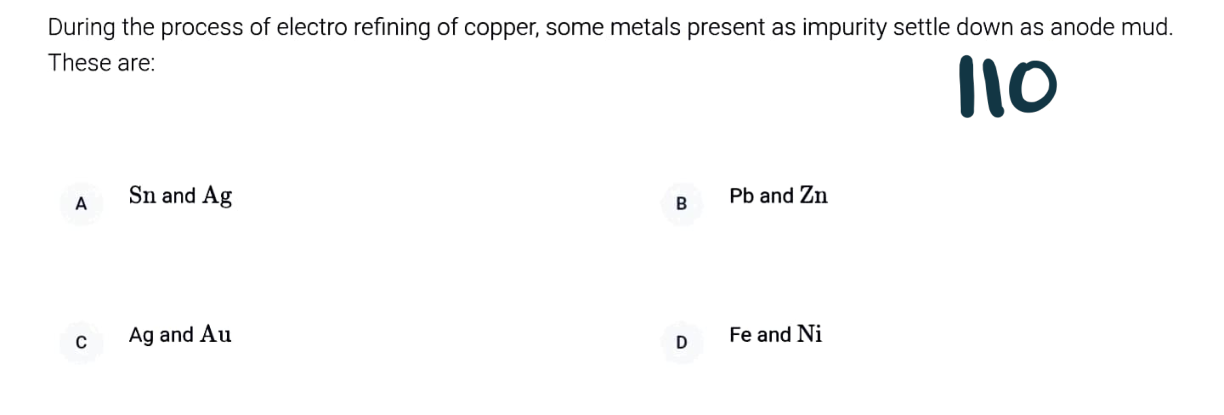 During the process of electro refining of copper, some metals present as impurity settle down as anode mud.
These are:
110
A Sn and Ag
B Pb and Zn
C Ag and Au
D Fe and Ni